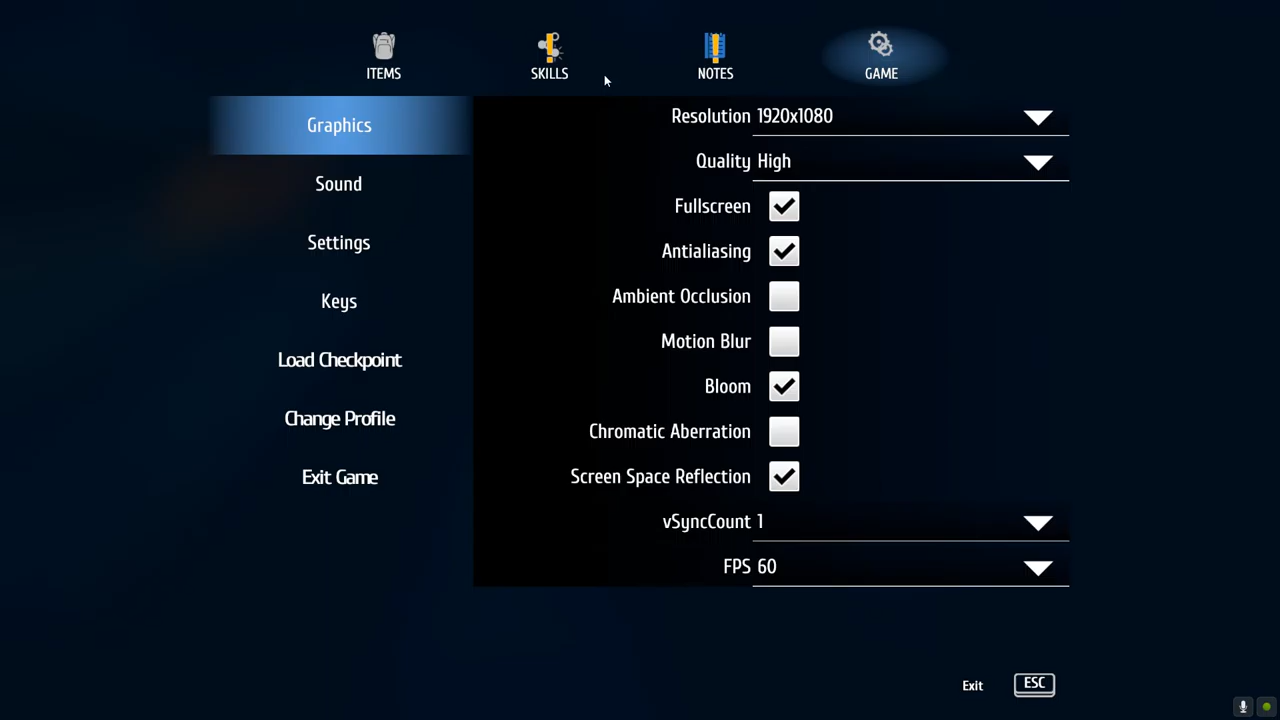 ITEMS
SKILLS
NOTES
GAME
Graphics
Sound
Settings
Keys
Load Checkpoint
Change Profile
Exit Game
Resolution 1920x1080
Quality High
Fullscreen
Antialiasing
Ambient Occlusion
Motion Blur
Bloom
Chromatic Aberration
Screen Space Reflection
vSyncCount 1
FPS 60
Exit ESC